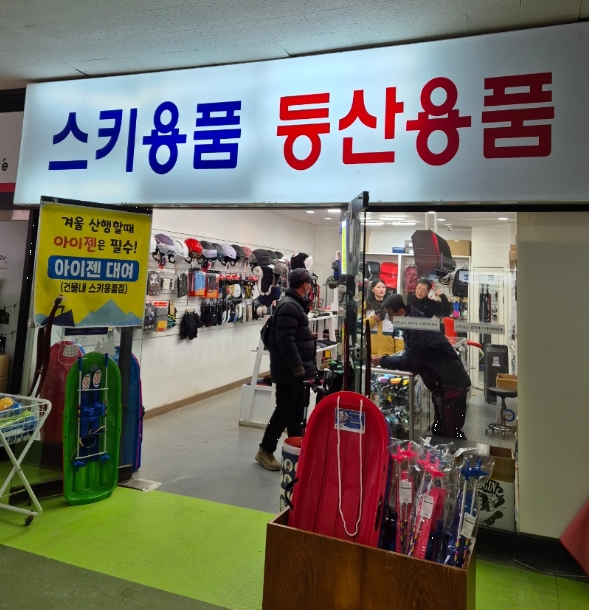 스키용품 등산용품
겨울 산행할때
아이젠은 필수!
아이젠 대여
(건물내 스키용품점)